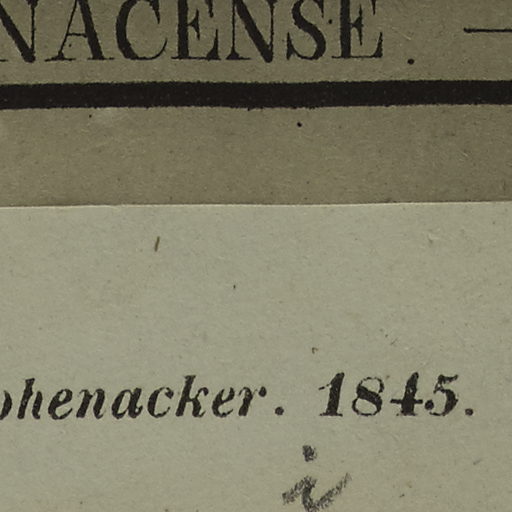 NACENSE. —
ohenacker. 1845.
i